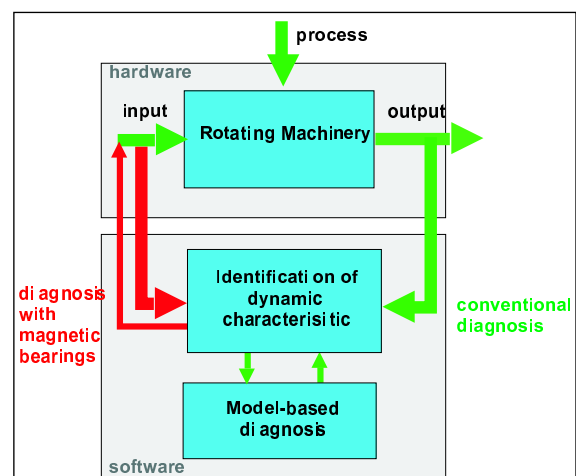 process
hardware
input
output
Rotating Machinery
Identification of
dynamic
characterisitic
diagnosis
with
magnetic
bearings
conventional
diagnosis
Model-based
diagnosis
software